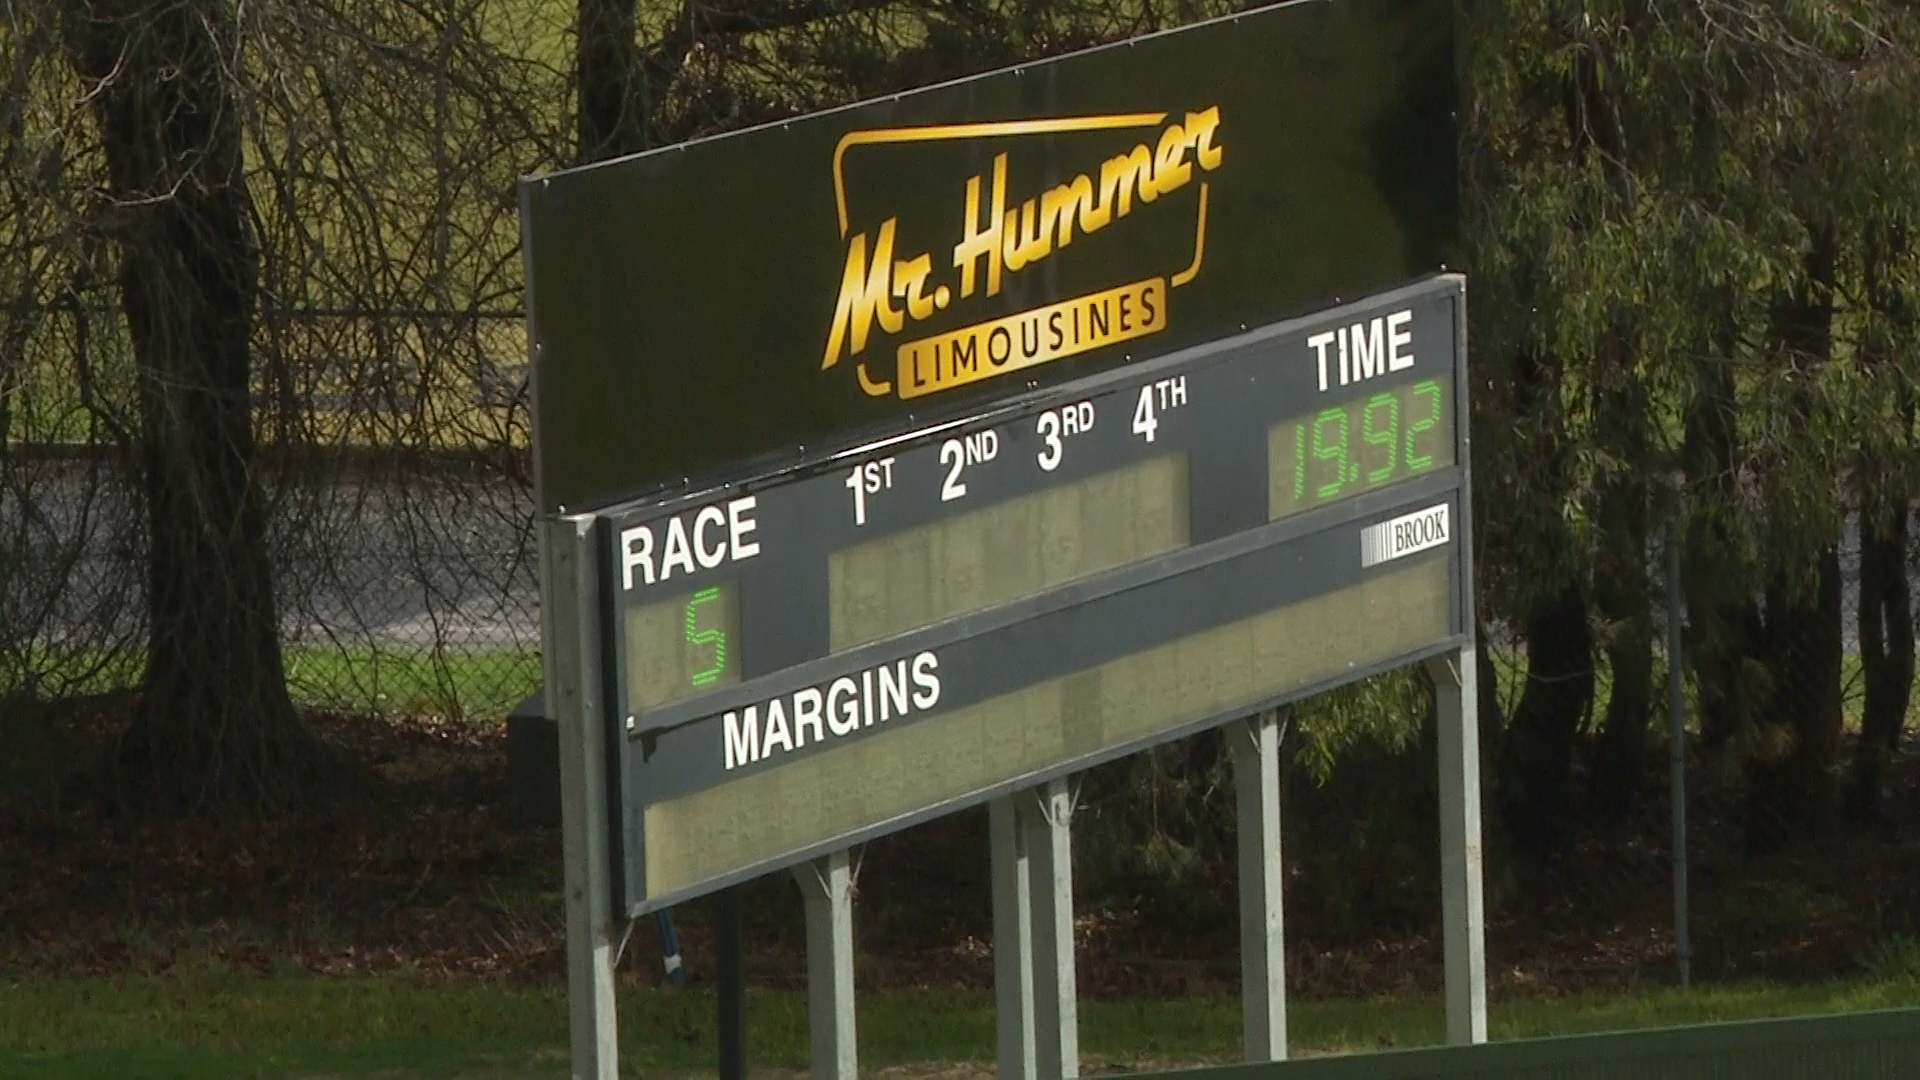 Mr. Hummer
LIMOUSINES
RACE 1ST 2ND 3RD 4TH TIME
5 19.92
BROOK
MARGINS